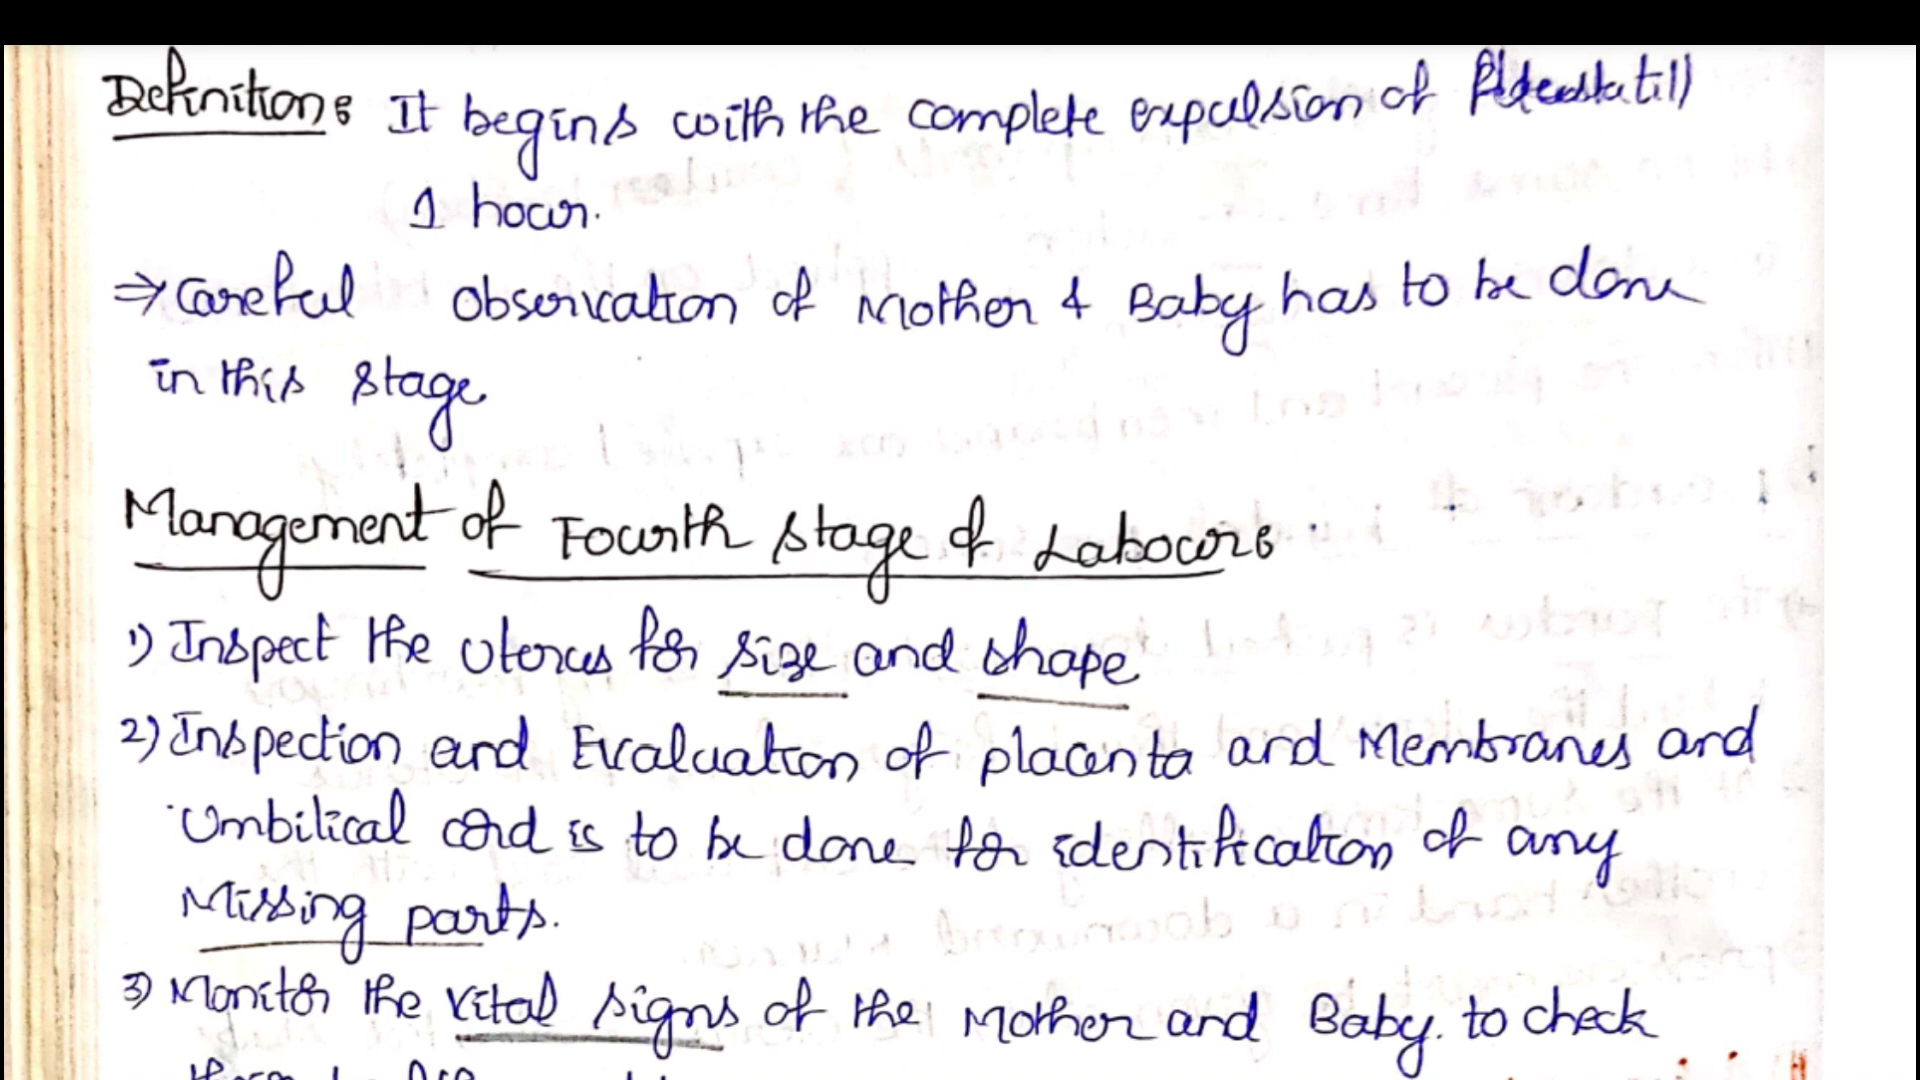 Definition: It begins with the complete expulsion of Placenta till
1 hour.
⇒ Careful Observation of Mother & Baby has to be done
in this stage
Management of Fourth stage of Labour:
1) Inspect the Uterus for size and shape
2) Inspection and Evaluation of placenta and Membranes and
Umbilical cord is to be done for identification of any
Missing parts.
3) Monitor the vital signs of the Mother and Baby. to check